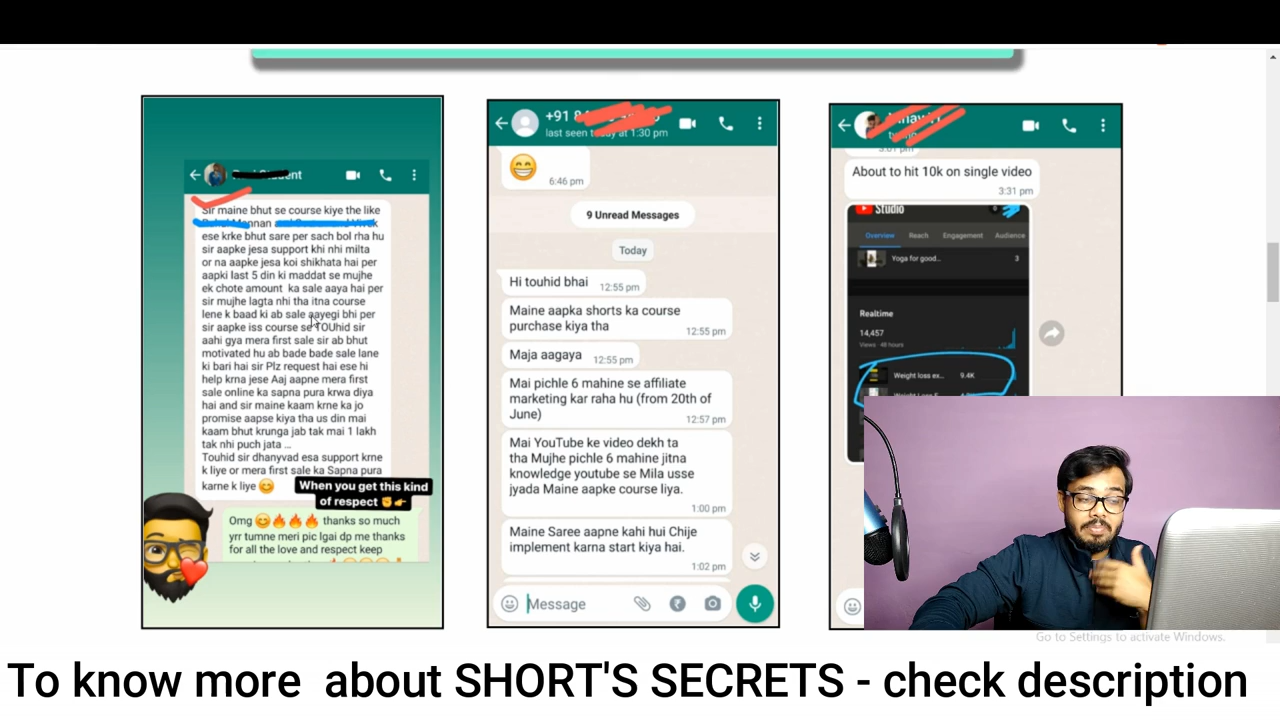 Sir maine bhut se course kiye the like
ese krke bhut sare per sach bol rha hu
sir aapke jesa support khi nhi milta
or na aapke jesa koi shikhata hai per
aapki last 5 din ki maddat se mujhe
ek chote amount ka sale aaya hai per
sir mujhe lagta nhi tha itna course
lene k baad ki ab sale aayegi bhi per
sir aapke iss course se TOUhid sir
aahi gya mera first sale sir ab bhut
motivated hu ab bade bade sale lane
ki bari hai sir Plz request hai ese hi
help krna jese Aaj aapne mera first
sale online ka sapna pura krwa diya
hai and sir maine kaam krne ka jo
promise aapse kiya tha us din mai
kaam bhut krunga jab tak mai 1 lakh
tak nhi puch jata ...
Touhid sir dhanyvad esa support krne
k liye or mera first sale ka Sapna pura
karne k liye 😊
When you get this kind
of respect ✊👉
Omg 😊🔥🔥🔥 thanks so much
yrr tumne meri pic lgai dp me thanks
for all the love and respect keep
+91
last seen today at 1:30 pm
😁
6:46 pm
9 Unread Messages
Today
Hi touhid bhai 12:55 pm
Maine aapka shorts ka course
purchase kiya tha
12:55 pm
Maja aagaya 12:55 pm
Mai pichle 6 mahine se affiliate
marketing kar raha hu (from 20th of
June)
12:57 pm
Mai YouTube ke video dekh ta
tha Mujhe pichle 6 mahine jitna
knowledge youtube se Mila usse
jyada Maine aapke course liya.
1:00 pm
Maine Saree aapne kahi hui Chije
implement karna start kiya hai.
1:02 pm
Message
About to hit 10k on single video
3:31 pm
Studio
Overview Reach Engagement Audience
Yoga for good... 3
Realtime
14,457
Views · 48 hours
Weight loss ex... 9.4K
Go to Settings to activate Windows.
To know more about SHORT'S SECRETS - check description